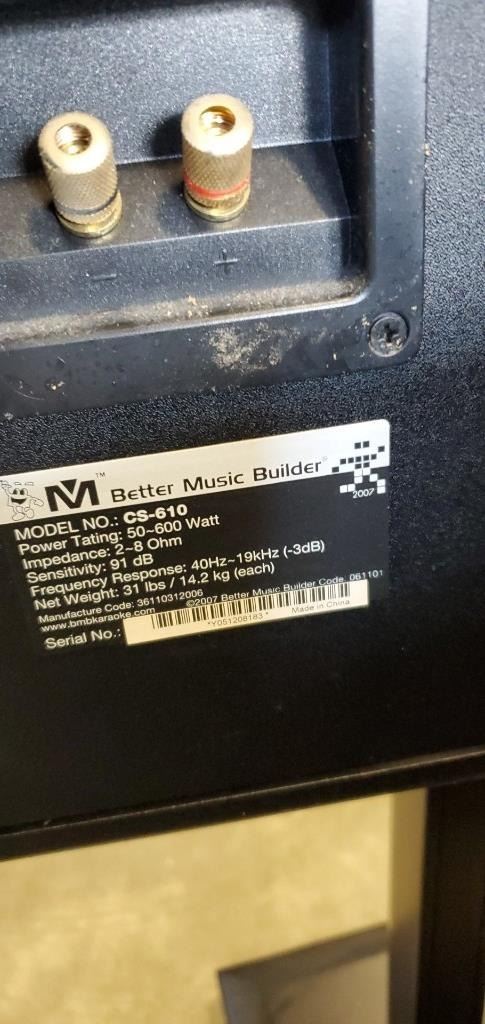 −
+
M™ Better Music Builder®
2007
MODEL NO.: CS-610
Power Tating: 50~600 Watt
Impedance: 2~8 Ohm
Sensitivity: 91 dB
Frequency Response: 40Hz~19kHz (-3dB)
Net Weight: 31 lbs / 14.2 kg (each)
Manufacture Code: 36110312006
©2007 Better Music Builder Code. 061101
www.bmbkaraoke.com
Made in China
Serial No.:
*Y051208183*